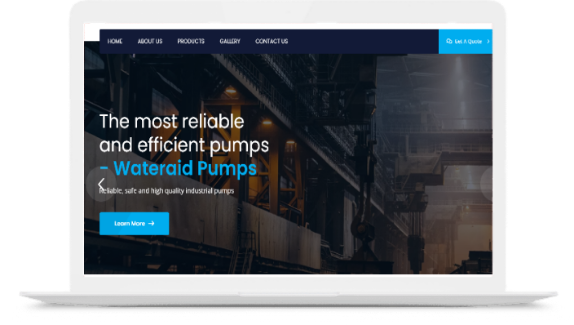 HOME ABOUT US PRODUCTS GALLERY CONTACT US Get A Quote
The most reliable
and efficient pumps
- Wateraid Pumps
Reliable, safe and high quality industrial pumps
Learn More